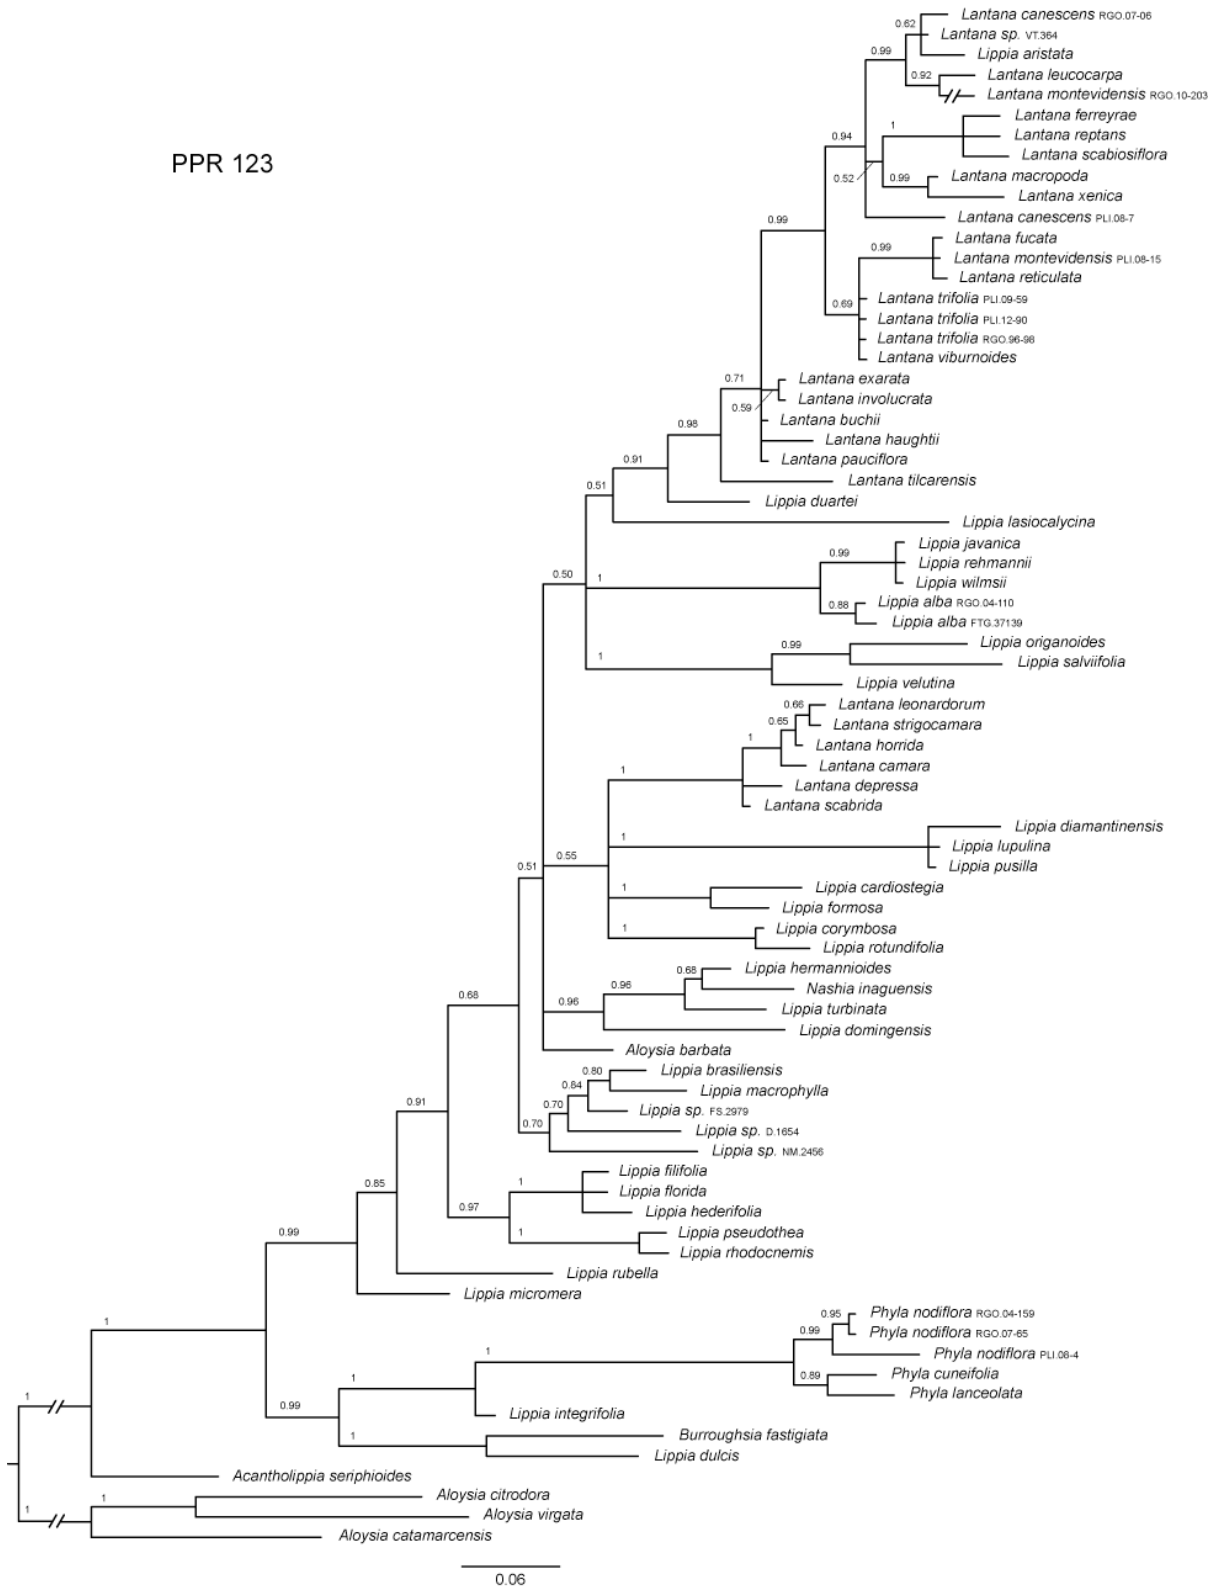 0.62
Lantana canescens RGO.07-06
Lantana sp. VT.364
0.99
Lippia aristata
0.92
Lantana leucocarpa
Lantana montevidensis RGO.10-203
Lantana ferreyrae
1
0.94
Lantana reptans
PPR 123
Lantana scabiosiflora
0.52
0.99
Lantana macropoda
Lantana xenica
0.99
Lantana canescens PLI.08-7
Lantana fucata
0.99
Lantana montevidensis PLI.08-15
Lantana reticulata
0.69
Lantana trifolia PLI.09-59
Lantana trifolia PLI.12-90
Lantana trifolia RGO.96-98
Lantana viburnoides
0.71
Lantana exarata
0.59
Lantana involucrata
Lantana buchii
0.98
Lantana haughtii
0.91
Lantana pauciflora
0.51
Lantana tilcarensis
Lippia duartei
Lippia lasiocalycina
Lippia javanica
0.99
Lippia rehmannii
0.50
1
Lippia wilmsii
0.88
Lippia alba RGO.04-110
Lippia alba FTG.37139
0.99
Lippia origanoides
1
Lippia salviifolia
Lippia velutina
0.66
Lantana leonardorum
0.65
Lantana strigocamara
1
Lantana horrida
1
Lantana camara
Lantana depressa
Lantana scabrida
Lippia diamantinensis
1
Lippia lupulina
0.51
0.55
Lippia pusilla
1
Lippia cardiostegia
Lippia formosa
1
Lippia corymbosa
Lippia rotundifolia
0.68
Lippia hermannioides
0.96
Nashia inaguensis
0.68
0.96
Lippia turbinata
Lippia domingensis
Aloysia barbata
0.80
Lippia brasiliensis
0.84
Lippia macrophylla
0.91
0.70
Lippia sp. FS.2979
0.70
Lippia sp. D.1654
Lippia sp. NM.2456
Lippia filifolia
0.85
1
Lippia florida
0.97
Lippia hederifolia
0.99
1
Lippia pseudothea
Lippia rhodocnemis
Lippia rubella
Lippia micromera
0.95
Phyla nodiflora RGO.04-159
1
0.99
Phyla nodiflora RGO.07-65
1
Phyla nodiflora PLI.08-4
1
0.89
Phyla cuneifolia
1
Phyla lanceolata
0.99
Lippia integrifolia
1
Burroughsia fastigiata
Lippia dulcis
Acantholippia seriphioides
1
1
Aloysia citrodora
Aloysia virgata
Aloysia catamarcensis
0.06